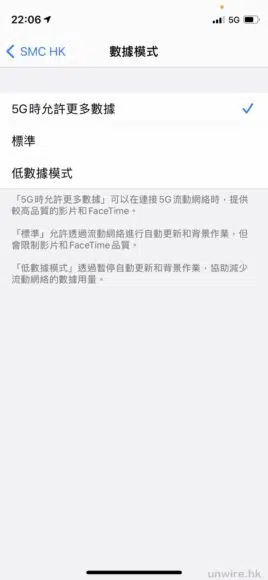 22:06
5G
SMC HK
數據模式
5G時允許更多數據
標準
低數據模式
「5G時允許更多數據」可以在連接5G流動網絡時，提供
較高品質的影片和FaceTime。
「標準」允許透過流動網絡進行自動更新和背景作業，但
會限制影片和FaceTime品質。
「低數據模式」透過暫停自動更新和背景作業，協助減少
流動網絡的數據用量。
unwire.hk